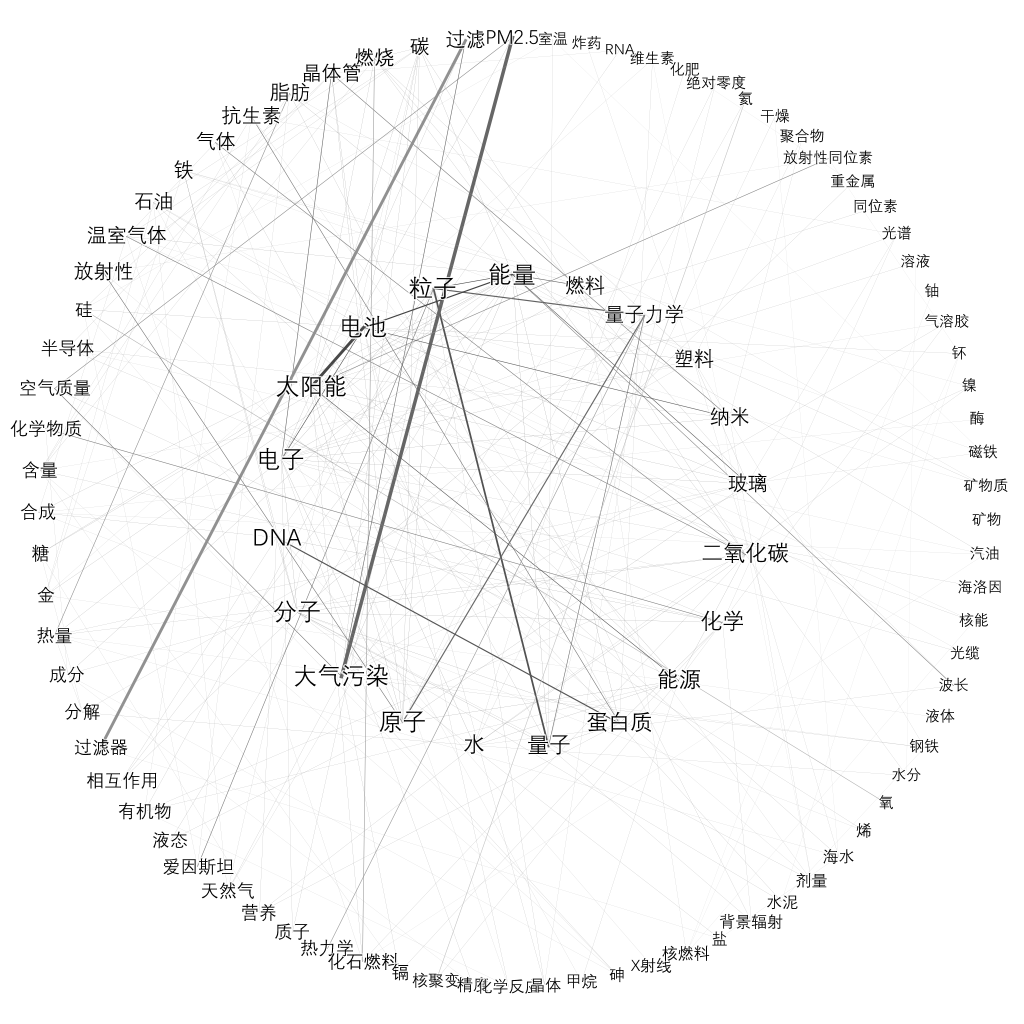 过滤
PM2.5
室温
炸药
RNA
维生素
化肥
绝对零度
氦
干燥
聚合物
放射性同位素
重金属
同位素
光谱
溶液
铀
气溶胶
钚
镍
酶
磁铁
矿物质
矿物
汽油
海洛因
核能
光缆
波长
液体
钢铁
水分
氧
烯
海水
剂量
水泥
背景辐射
盐
核燃料
X射线
砷
甲烷
晶体
化学反应
核聚变
镉
化石燃料
热力学
质子
营养
天然气
爱因斯坦
液态
有机物
相互作用
过滤器
分解
成分
热量
金
糖
合成
含量
化学物质
空气质量
半导体
硅
放射性
温室气体
石油
铁
气体
抗生素
脂肪
晶体管
燃烧
碳
能量
燃料
量子力学
塑料
纳米
玻璃
二氧化碳
化学
能源
蛋白质
量子
水
原子
大气污染
分子
DNA
电子
太阳能
电池
粒子